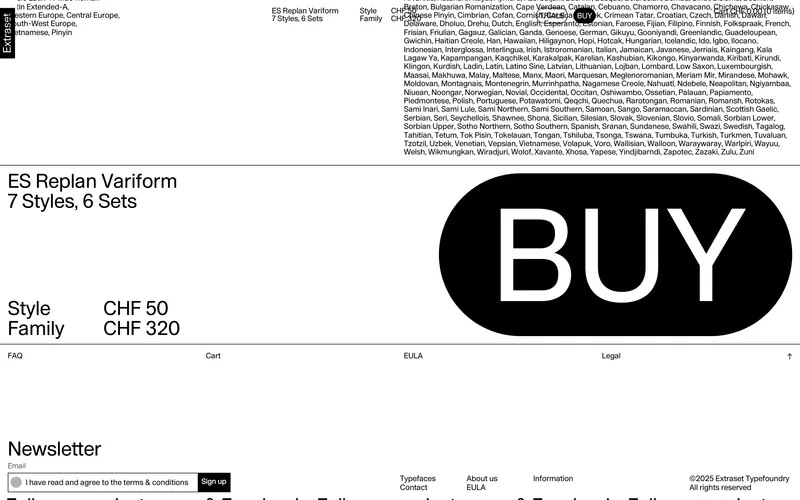 Extraset
tin Extended-A,
estern Europe, Central Europe,
outh-West Europe,
etnamese, Pinyin
ES Replan Variform
7 Styles, 6 Sets
Style
Family
CHF 50
CHF 320
BUY
Breton, Bulgarian Romanization, Cape Verdean, Catalan, Cebuano, Chamorro, Chavacano, Chichewa, Chickasaw,
Chinese Pinyin, Cimbrian, Cofan, Crimean Tatar, Croatian, Czech, Danish, Dawan,
Delaware, Dholuo, Drehu, Dutch, English, Esperanto, Estonian, Faroese, Fijian, Filipino, Finnish, Folkspraak, French,
Frisian, Friulian, Gagauz, Galician, Ganda, Genoese, German, Gikuyu, Gooniyandi, Greenlandic, Guadeloupean,
Gwichin, Haitian Creole, Han, Hawaiian, Hiligaynon, Hopi, Hotcak, Hungarian, Icelandic, Ido, Igbo, Ilocano,
Indonesian, Interglossa, Interlingua, Irish, Istroromanian, Italian, Jamaican, Javanese, Jerriais, Kaingang, Kala
Lagaw Ya, Kapampangan, Kaqchikel, Karakalpak, Karelian, Kashubian, Kikongo, Kinyarwanda, Kiribati, Kirundi,
Klingon, Kurdish, Ladin, Latin, Latino Sine, Latvian, Lithuanian, Lojban, Lombard, Low Saxon, Luxembourgish,
Maasai, Makhuwa, Malay, Maltese, Manx, Maori, Marquesan, Meglenoromanian, Meriam Mir, Mirandese, Mohawk,
Moldovan, Montagnais, Montenegrin, Murrinhpatha, Nagamese Creole, Nahuatl, Ndebele, Neapolitan, Ngiyambaa,
Niuean, Noongar, Norwegian, Novial, Occidental, Occitan, Oshiwambo, Ossetian, Palauan, Papiamento,
Piedmontese, Polish, Portuguese, Potawatomi, Qeqchi, Quechua, Rarotongan, Romanian, Romansh, Rotokas,
Sami Inari, Sami Lule, Sami Northern, Sami Southern, Samoan, Sango, Saramaccan, Sardinian, Scottish Gaelic,
Serbian, Seri, Seychellois, Shawnee, Shona, Sicilian, Silesian, Slovak, Slovenian, Slovio, Somali, Sorbian Lower,
Sorbian Upper, Sotho Northern, Sotho Southern, Spanish, Sranan, Sundanese, Swahili, Swazi, Swedish, Tagalog,
Tahitian, Tetum, Tok Pisin, Tokelauan, Tongan, Tshiluba, Tsonga, Tswana, Tumbuka, Turkish, Turkmen, Tuvaluan,
Tzotzil, Uzbek, Venetian, Vepsian, Vietnamese, Volapuk, Voro, Wallisian, Walloon, Waraywaray, Warlpiri, Wayuu,
Welsh, Wikmungkan, Wiradjuri, Wolof, Xavante, Xhosa, Yapese, Yindjibarndi, Zapotec, Zazaki, Zulu, Zuni
ES Replan Variform
7 Styles, 6 Sets
Style CHF 50
Family CHF 320
BUY
FAQ
Cart
EULA
Legal
↑
Newsletter
Email
I have read and agree to the terms & conditions
Sign up
Typefaces
Contact
About us
EULA
Information
©2025 Extraset Typefoundry
All rights reserved